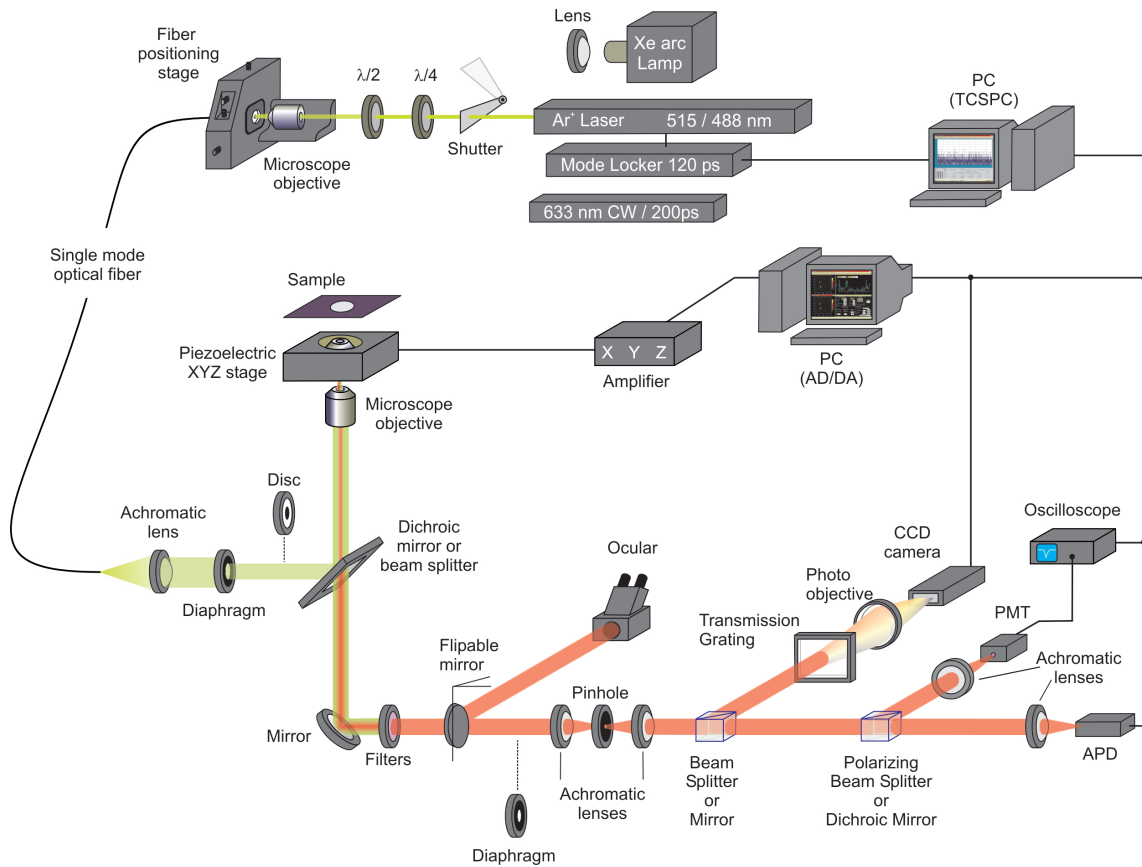 Lens
Xe arc
Lamp
Fiber
positioning
stage
λ/2
λ/4
PC
(TCSPC)
Ar⁺ Laser 515 / 488 nm
Shutter
Microscope
objective
Mode Locker 120 ps
633 nm CW / 200ps
Single mode
optical fiber
Sample
Piezoelectric
XYZ stage
X Y Z
Amplifier
PC
(AD/DA)
Microscope
objective
Disc
Achromatic
lens
Dichroic
mirror or
beam splitter
Diaphragm
Ocular
CCD
camera
Oscilloscope
Photo
objective
Transmission
Grating
PMT
Flipable
mirror
Pinhole
Achromatic
lenses
Mirror
Filters
APD
Beam
Splitter
or
Mirror
Polarizing
Beam Splitter
or
Dichroic Mirror
Achromatic
lenses
Diaphragm